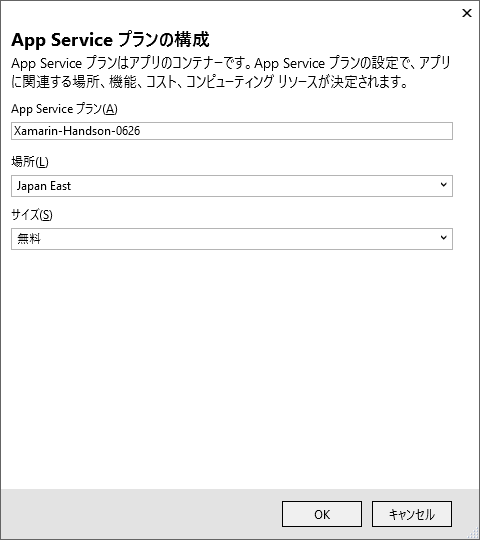 App Service プランの構成
App Service プランはアプリのコンテナーです。App Service プランの設定で、アプリ
に関連する場所、機能、コスト、コンピューティング リソースが決定されます。
App Service プラン(A)
Xamarin-Handson-0626
場所(L)
Japan East
サイズ(S)
無料
OK キャンセル